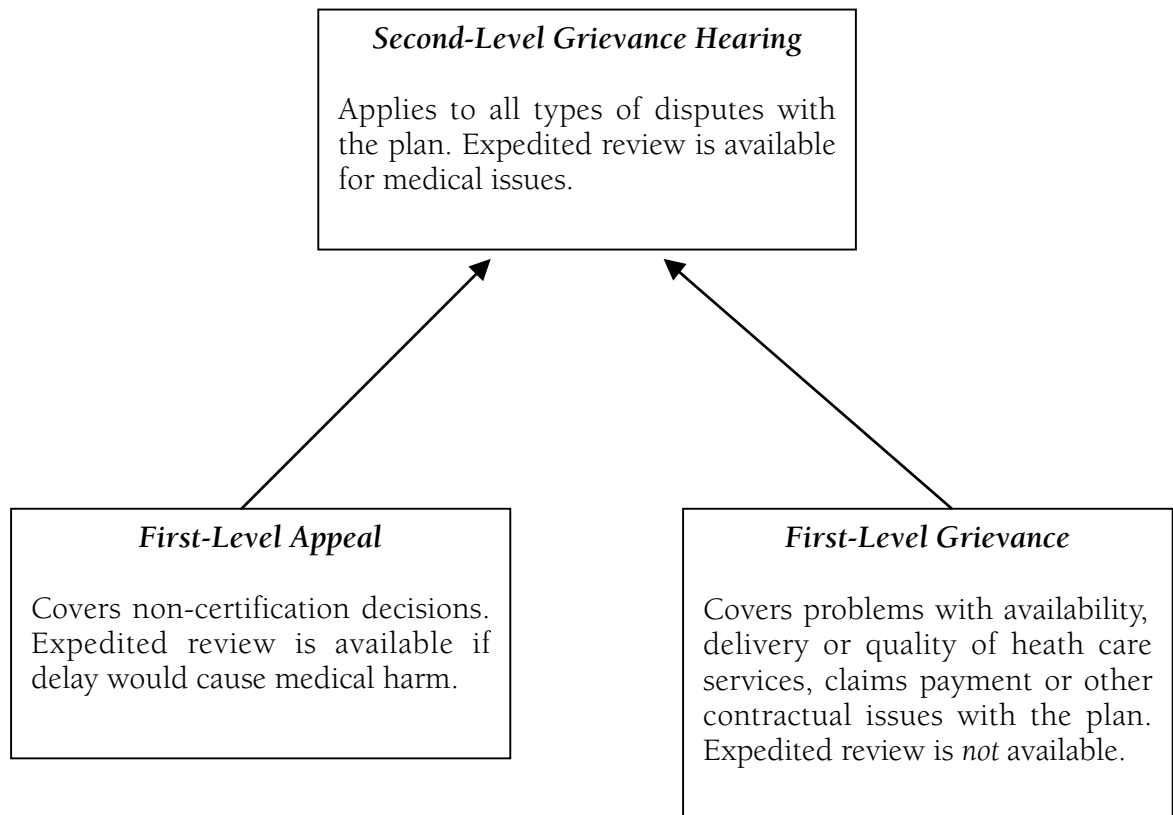 Second-Level Grievance Hearing
Applies to all types of disputes with
the plan. Expedited review is available
for medical issues.
First-Level Appeal
Covers non-certification decisions.
Expedited review is available if
delay would cause medical harm.
First-Level Grievance
Covers problems with availability,
delivery or quality of heath care
services, claims payment or other
contractual issues with the plan.
Expedited review is not available.